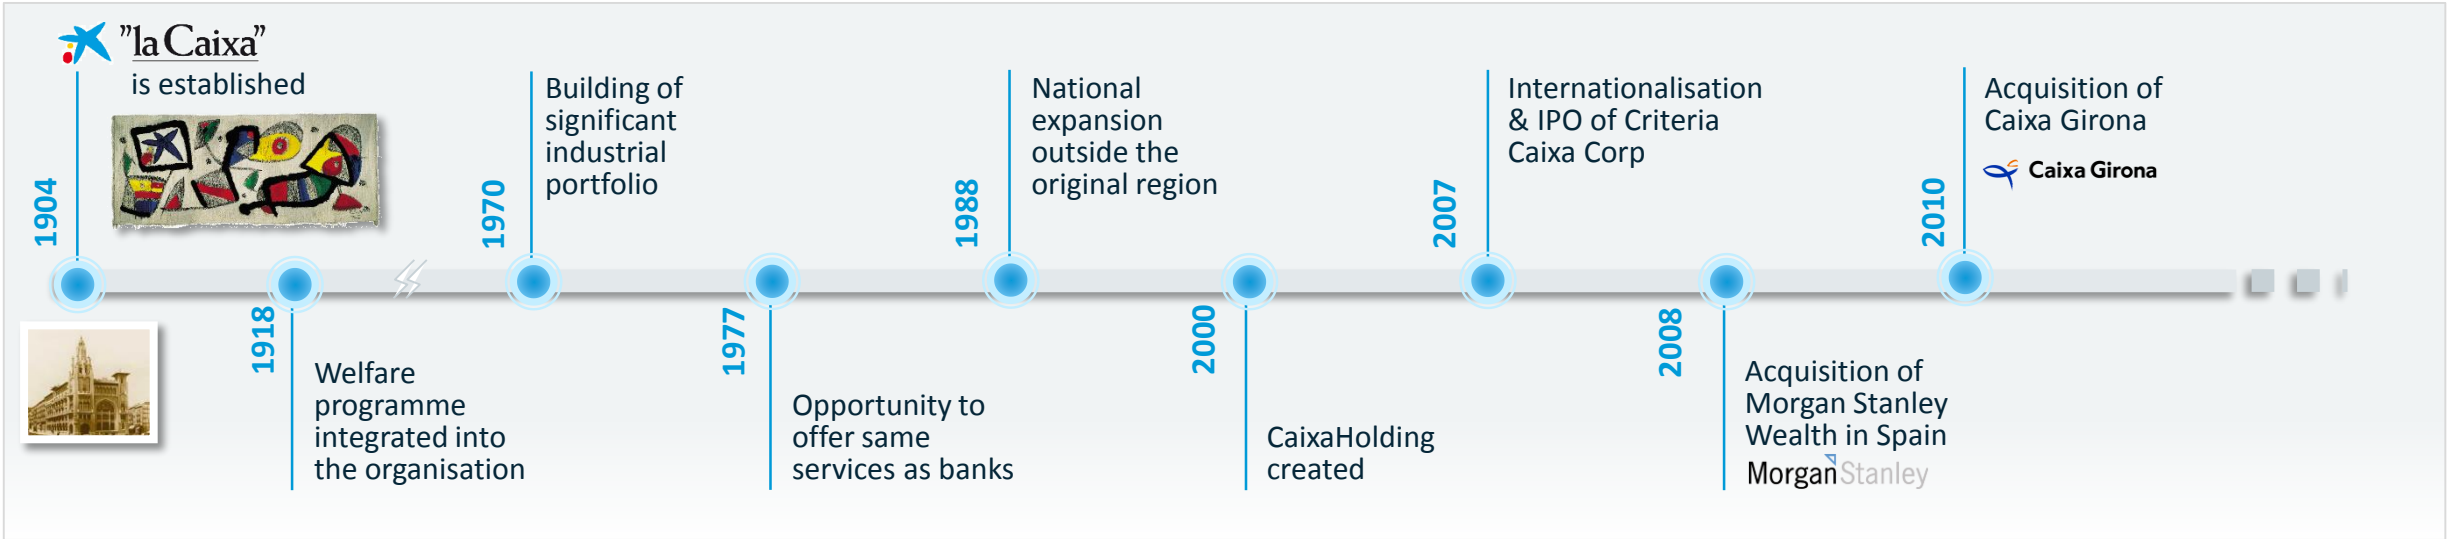 "la Caixa"
is established
1904
1918
Welfare
programme
integrated into
the organisation
1970
Building of
significant
industrial
portfolio
1977
Opportunity to
offer same
services as banks
1988
National
expansion
outside the
original region
2000
CaixaHolding
created
2007
Internationalisation
& IPO of Criteria
Caixa Corp
2008
Acquisition of
Morgan Stanley
Wealth in Spain
Morgan Stanley
2010
Acquisition of
Caixa Girona
Caixa Girona